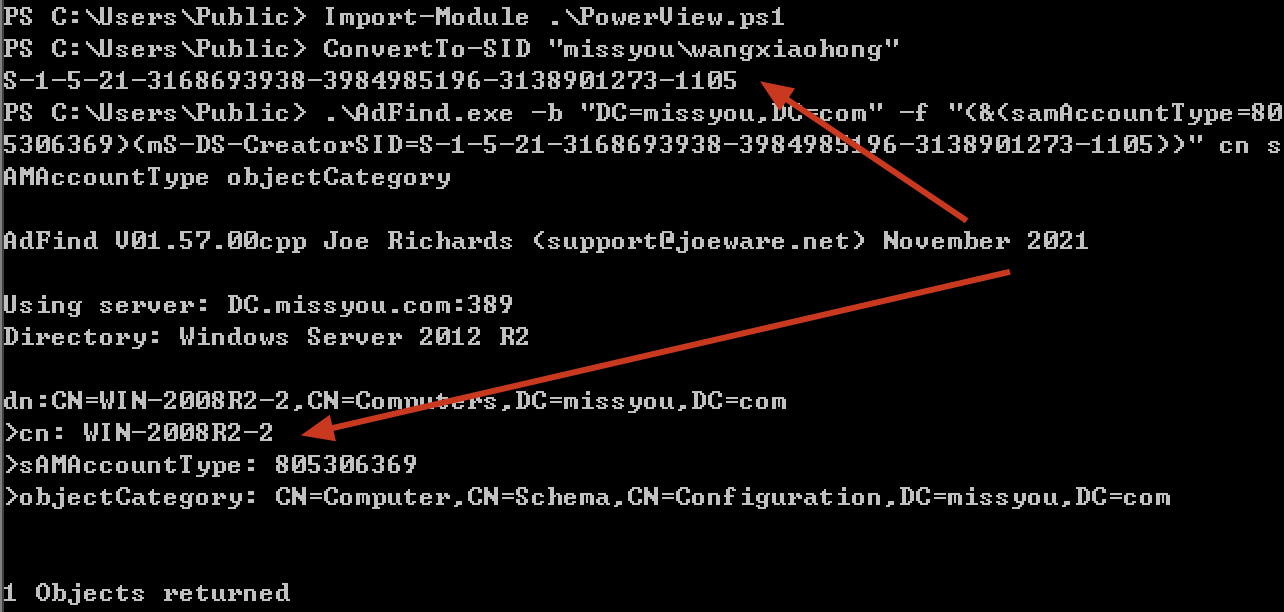 PS C:\Users\Public> Import-Module .\PowerView.ps1
PS C:\Users\Public> ConvertTo-SID "missyou\wangxiaohong"
S-1-5-21-3168693938-3984985196-3138901273-1105
PS C:\Users\Public> .\AdFind.exe -b "DC=missyou,DC=com" -f "(&(samAccountType=80
5306369)(mS-DS-CreatorSID=S-1-5-21-3168693938-3984985196-3138901273-1105))" cn s
AMAccountType objectCategory
AdFind V01.57.00cpp Joe Richards (support@joeware.net) November 2021
Using server: DC.missyou.com:389
Directory: Windows Server 2012 R2
dn:CN=WIN-2008R2-2,CN=Computers,DC=missyou,DC=com
>cn: WIN-2008R2-2
>sAMAccountType: 805306369
>objectCategory: CN=Computer,CN=Schema,CN=Configuration,DC=missyou,DC=com
1 Objects returned